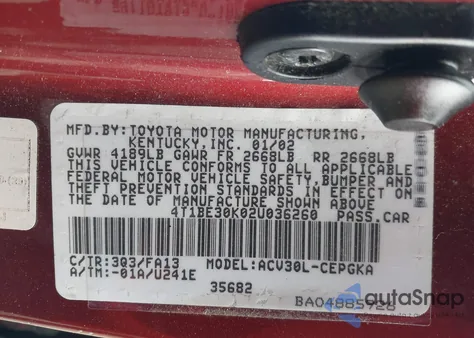 MFD.BY:TOYOTA MOTOR MANUFACTURING,
KENTUCKY,INC. 01/02
GVWR 4189LB GAWR FR 2668LB RR 2668LB
THIS VEHICLE CONFORMS TO ALL APPLICABLE
FEDERAL MOTOR VEHICLE SAFETY,BUMPER,AND
THEFT PREVENTION STANDARDS IN EFFECT ON
THE DATE OF MANUFACTURE SHOWN ABOVE.
4T1BE30K02U036260 PASS.CAR
C/TR:3Q3/FA13 MODEL:ACV30L-CEPGKA
A/TM:-01A/U241E
35682
BA04885728
autoSnap